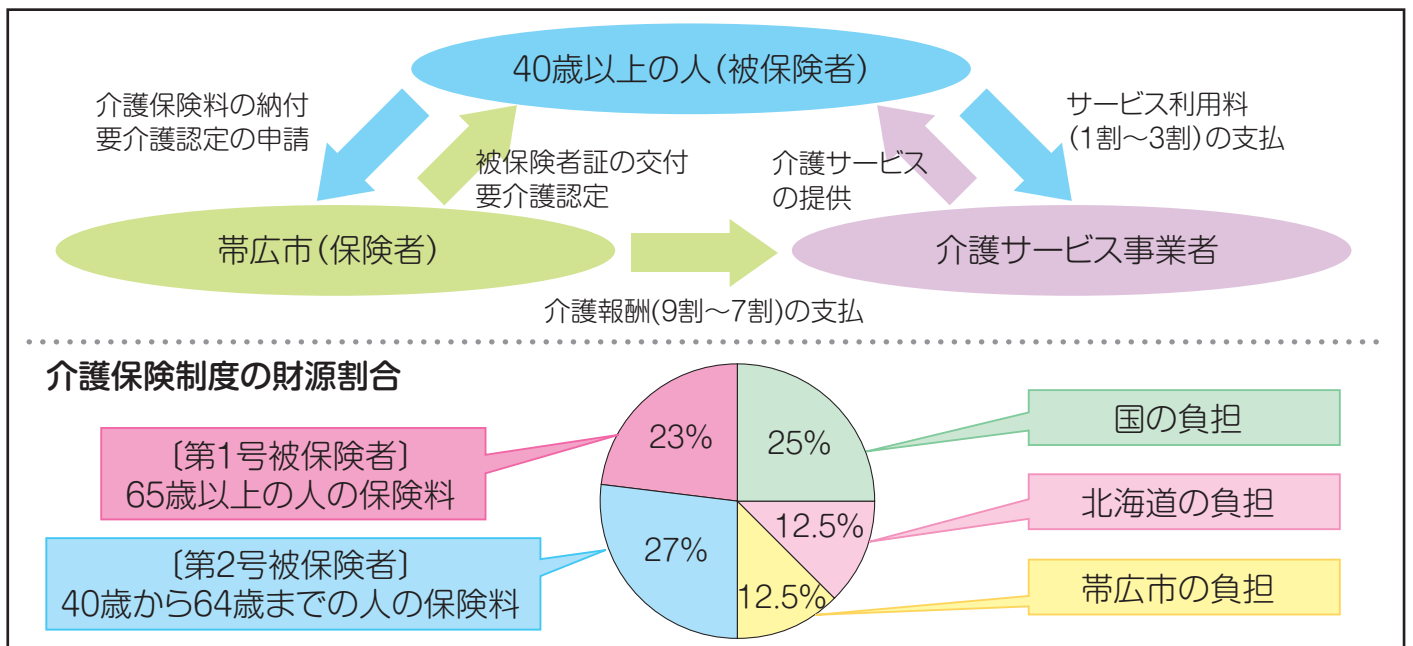 40歳以上の人(被保険者)
介護保険料の納付
要介護認定の申請
被保険者証の交付
要介護認定
介護サービス
の提供
サービス利用料
(1割〜3割)の支払
帯広市(保険者)
介護サービス事業者
介護報酬(9割〜7割)の支払
介護保険制度の財源割合
〔第1号被保険者〕
65歳以上の人の保険料
〔第2号被保険者〕
40歳から64歳までの人の保険料
23%
25%
27%
12.5%
12.5%
国の負担
北海道の負担
帯広市の負担